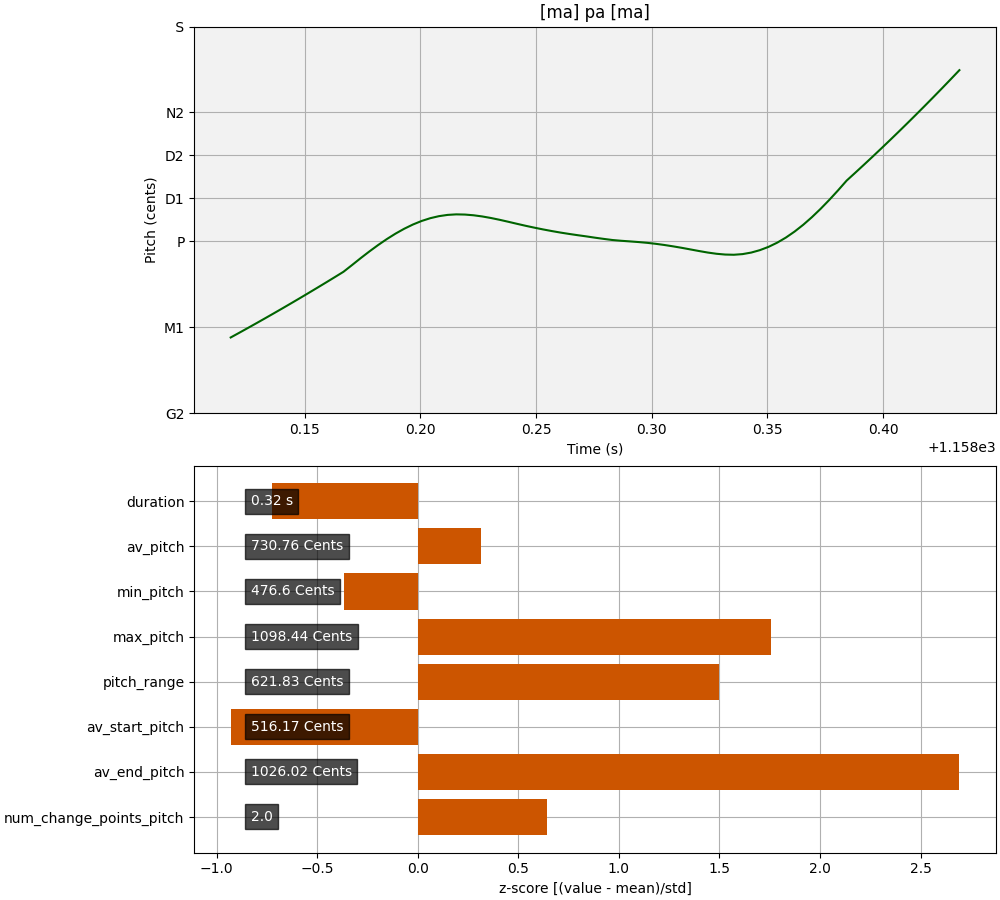 [ma] pa [ma]
S
N2
D2
D1
P
M1
G2
Pitch (cents)
0.15 0.20 0.25 0.30 0.35 0.40
Time (s)
+1.158e3
duration 0.32 s
av_pitch 730.76 Cents
min_pitch 476.6 Cents
max_pitch 1098.44 Cents
pitch_range 621.83 Cents
av_start_pitch 516.17 Cents
av_end_pitch 1026.02 Cents
num_change_points_pitch 2.0
−1.0 −0.5 0.0 0.5 1.0 1.5 2.0 2.5
z-score [(value - mean)/std]